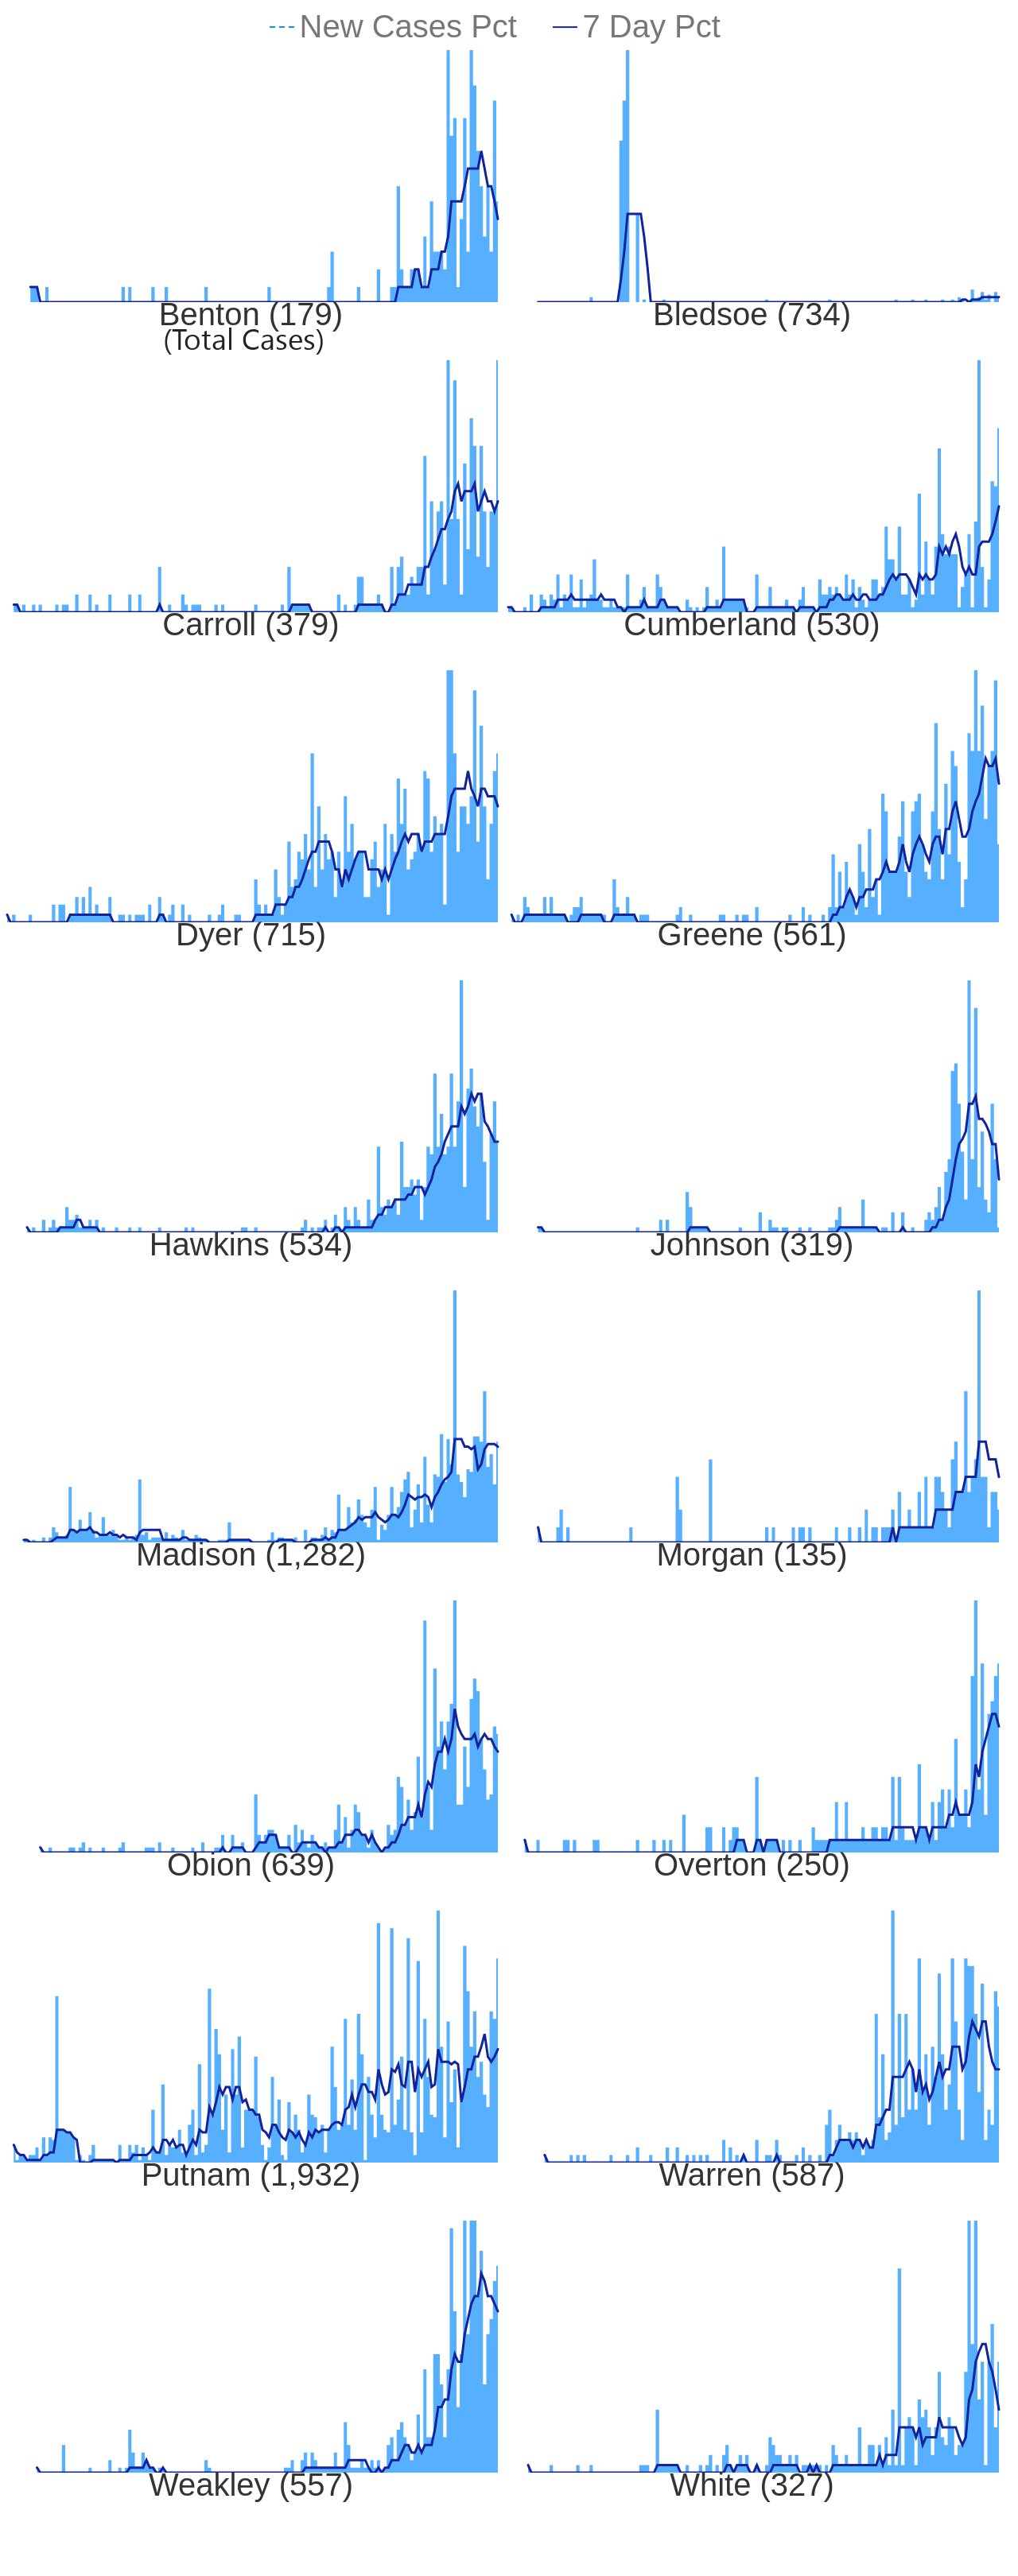 New Cases Pct 7 Day Pct
Benton (179) Bledsoe (734)
(Total Cases)
Carroll (379) Cumberland (530)
Dyer (715) Greene (561)
Hawkins (534) Johnson (319)
Madison (1,282) Morgan (135)
Obion (639) Overton (250)
Putnam (1,932) Warren (587)
Weakley (557) White (327)